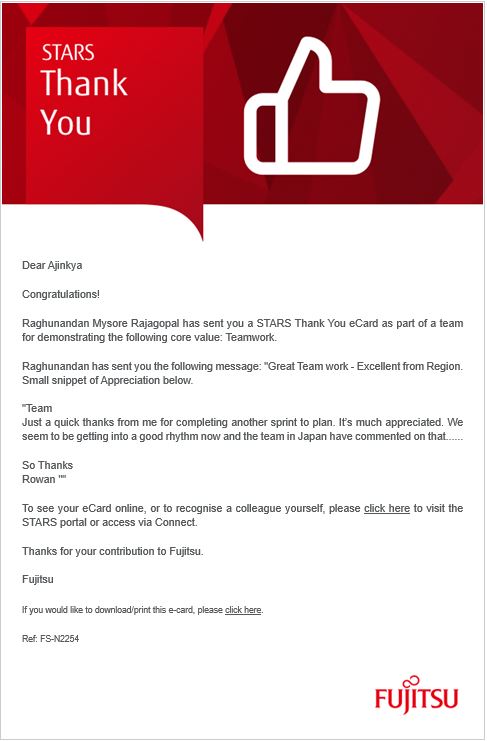 STARS
Thank
You
Dear Ajinkya
Congratulations!
Raghunandan Mysore Rajagopal has sent you a STARS Thank You eCard as part of a team
for demonstrating the following core value: Teamwork.
Raghunandan has sent you the following message: "Great Team work - Excellent from Region.
Small snippet of Appreciation below.
"Team
Just a quick thanks from me for completing another sprint to plan. It's much appreciated. We
seem to be getting into a good rhythm now and the team in Japan have commented on that......
So Thanks
Rowan ""
To see your eCard online, or to recognise a colleague yourself, please click here to visit the
STARS portal or access via Connect.
Thanks for your contribution to Fujitsu.
Fujitsu
If you would like to download/print this e-card, please click here.
Ref: FS-N2254
FUJITSU